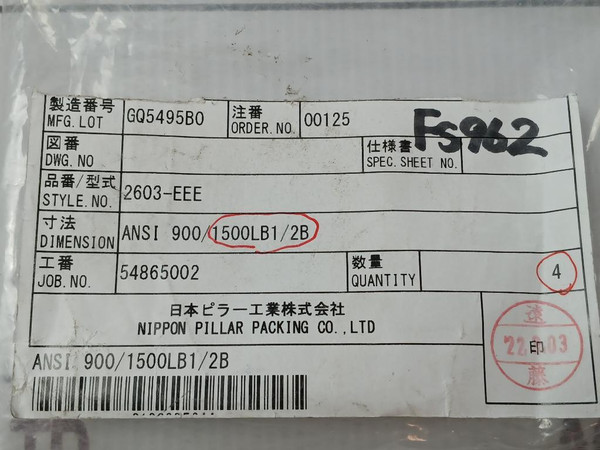 製造番号 GQ5495B0 注番 00125
MFG.LOT ORDER.NO.
FS962
図番 仕様書
DWG.NO SPEC.SHEET NO.
品番/型式 2603-EEE
STYLE.NO.
寸法 ANSI 900/1500LB1/2B
DIMENSION
工番 54865002 数量 4
JOB.NO. QUANTITY
日本ピラー工業株式会社
NIPPON PILLAR PACKING CO.,LTD
印
ANSI 900/1500LB1/2B